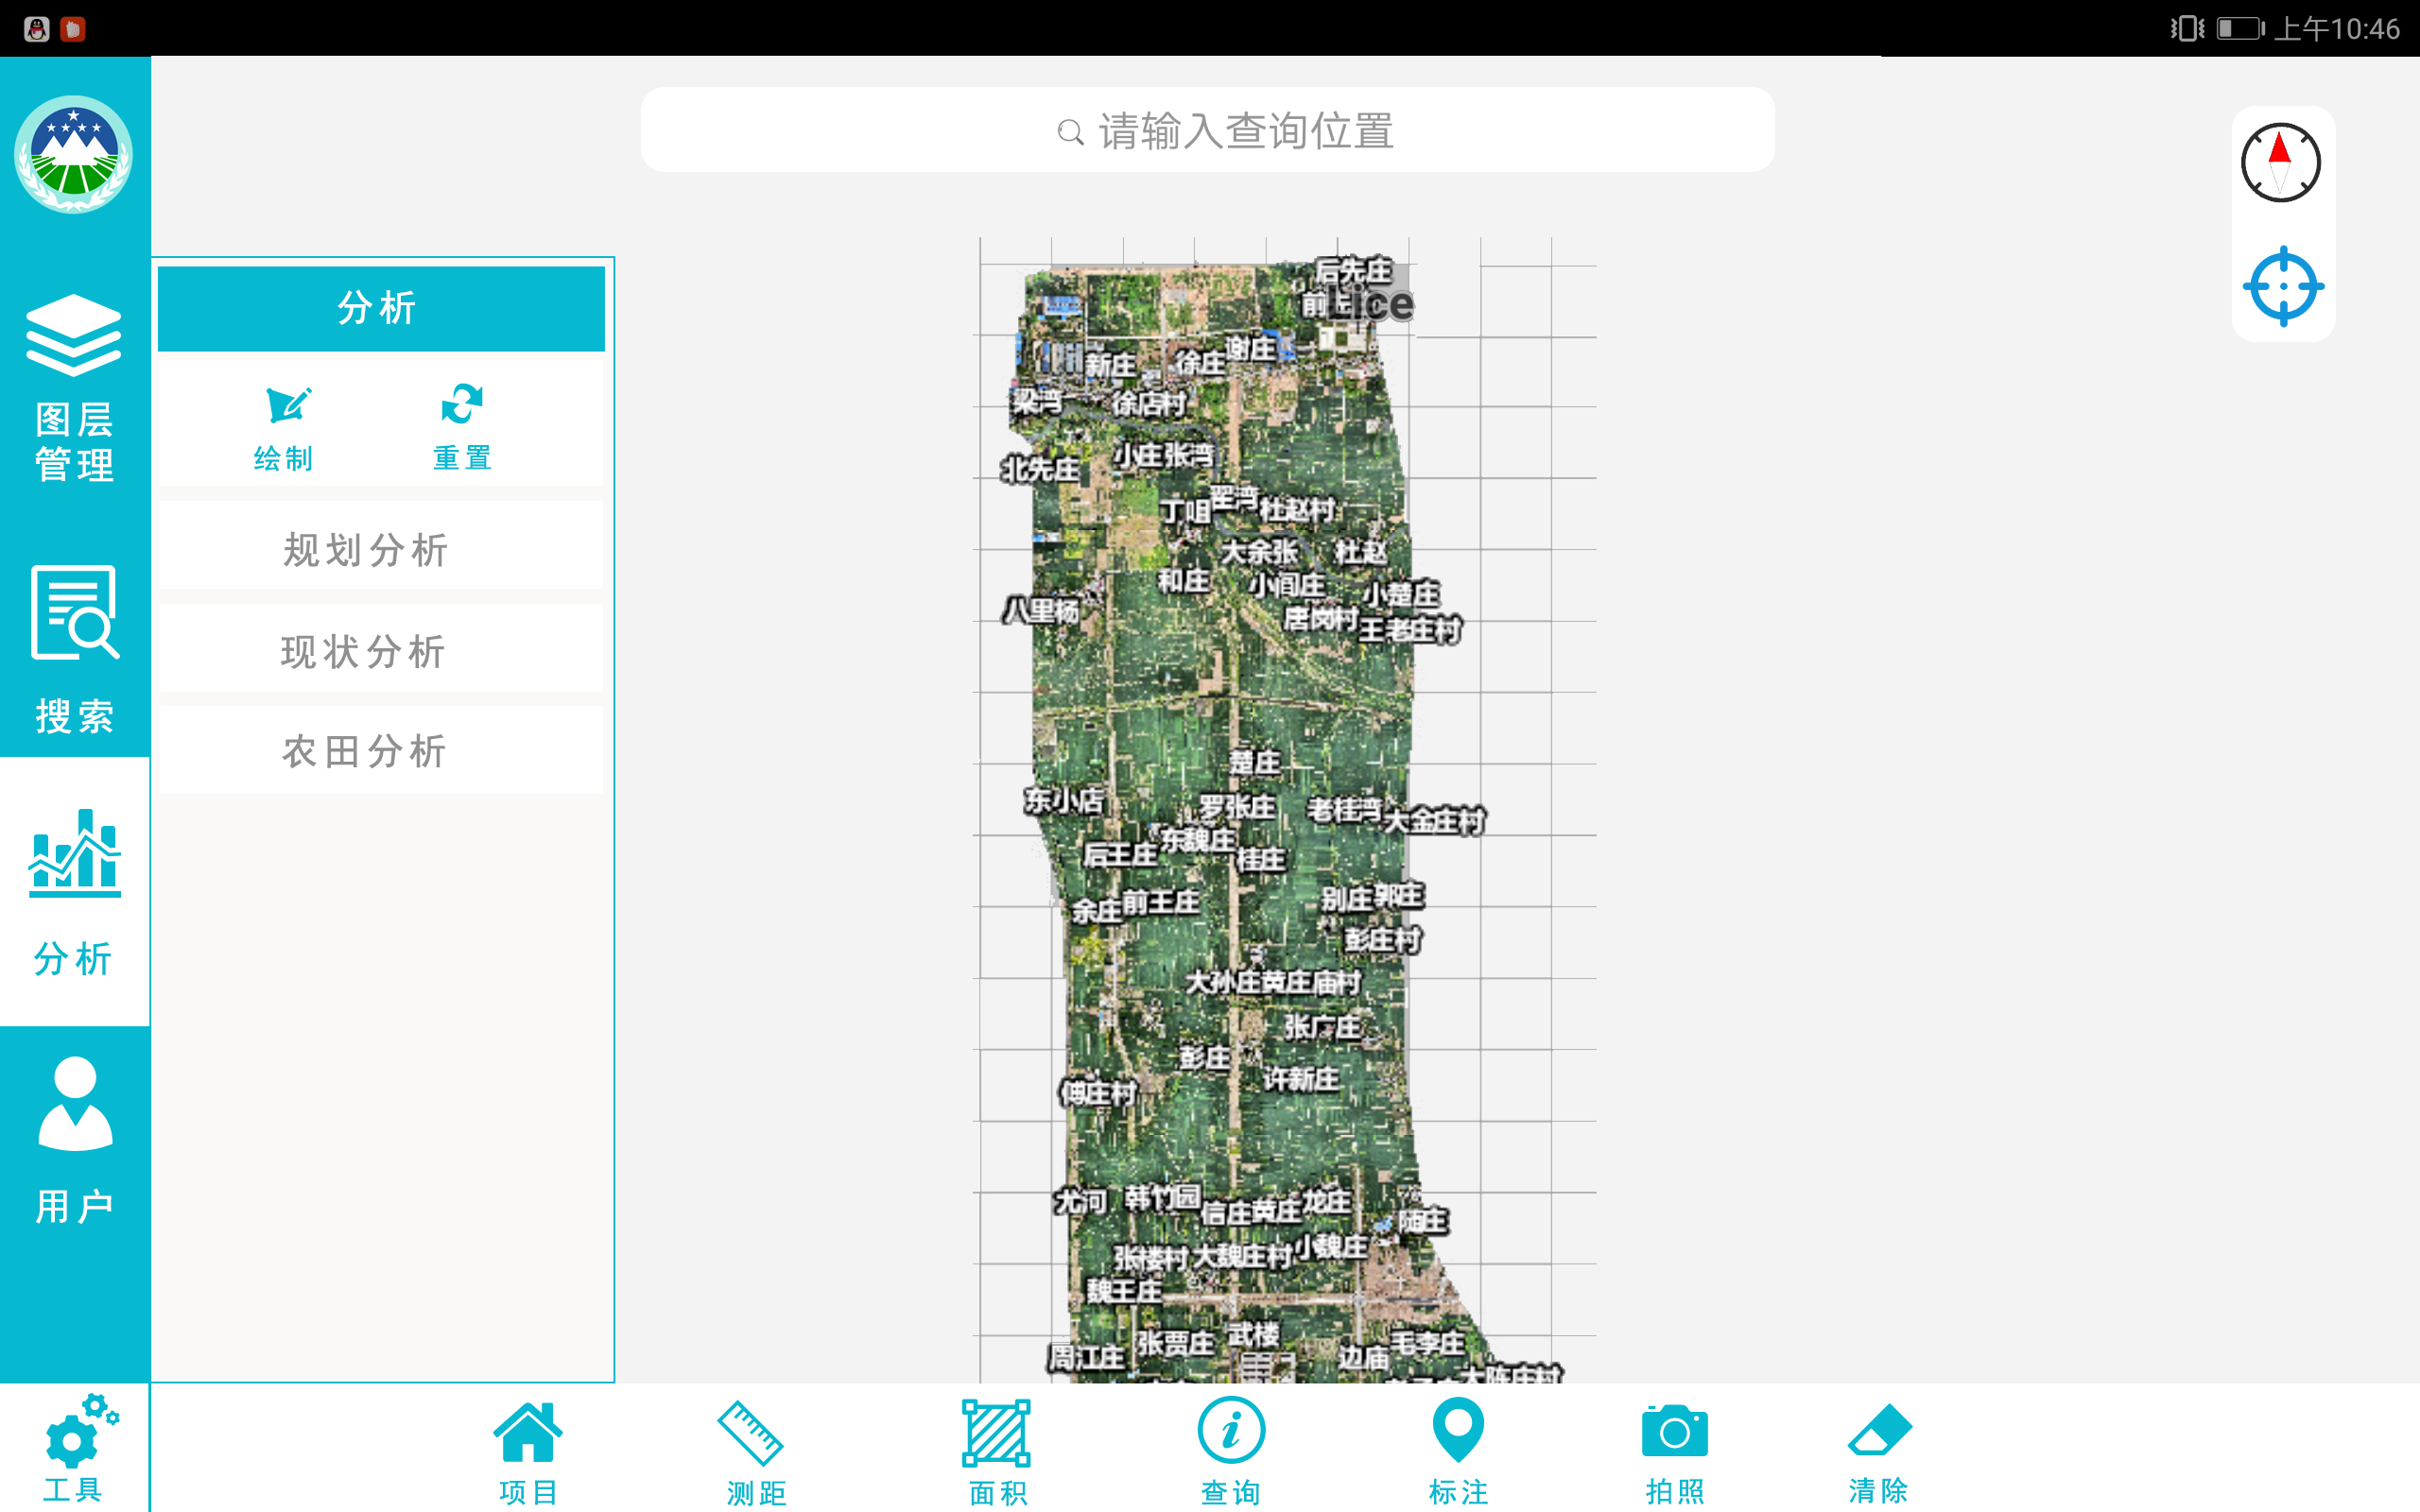 上午10:46
请输入查询位置
图层
管理
搜索
分析
用户
工具
分析
绘制
重置
规划分析
现状分析
农田分析
后先庄
Lice
谢庄
新庄
徐庄
梁湾
徐店村
小庄张湾
北先庄
丁咀
杜赵村
大余张
杜赵
和庄
小阎庄
小楚庄
八里杨
唐岗村
王老庄村
楚庄
东小店
罗张庄
老桂湾
大金庄村
东魏庄
后王庄
桂庄
余庄
前王庄
别庄
郭庄
彭庄村
大孙庄
黄庄庙村
张广庄
彭庄
许新庄
傅庄村
尤河
韩竹园
信庄
黄庄
龙庄
陆庄
张楼村
大魏庄村
小魏庄
魏王庄
张贾庄
武楼
毛李庄
周江庄
边庙
大陈庄村
项目
测距
面积
查询
标注
拍照
清除